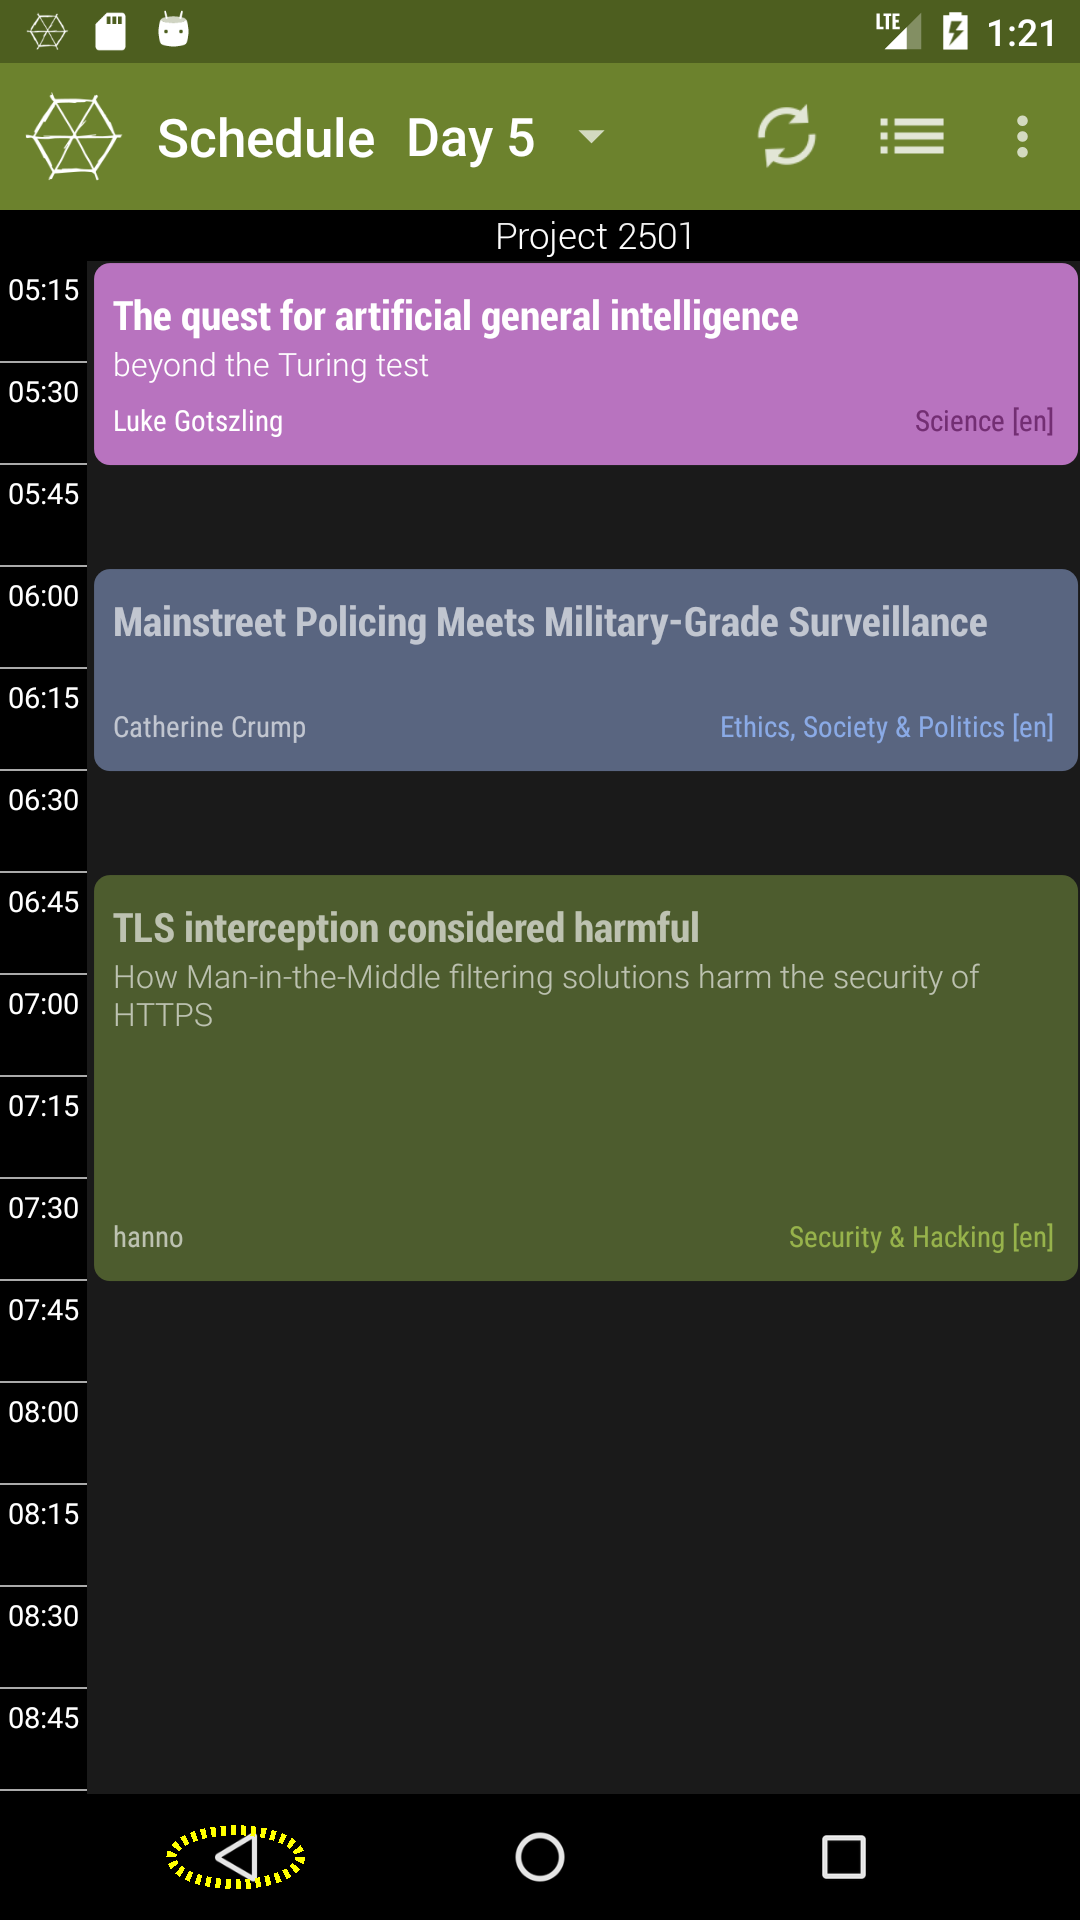 LTE 1:21
Schedule Day 5
Project 2501
05:15
The quest for artificial general intelligence
beyond the Turing test
05:30
Luke Gotszling Science [en]
05:45
06:00
Mainstreet Policing Meets Military-Grade Surveillance
06:15
Catherine Crump Ethics, Society & Politics [en]
06:30
06:45
TLS interception considered harmful
How Man-in-the-Middle filtering solutions harm the security of
HTTPS
07:00
07:15
07:30
hanno Security & Hacking [en]
07:45
08:00
08:15
08:30
08:45